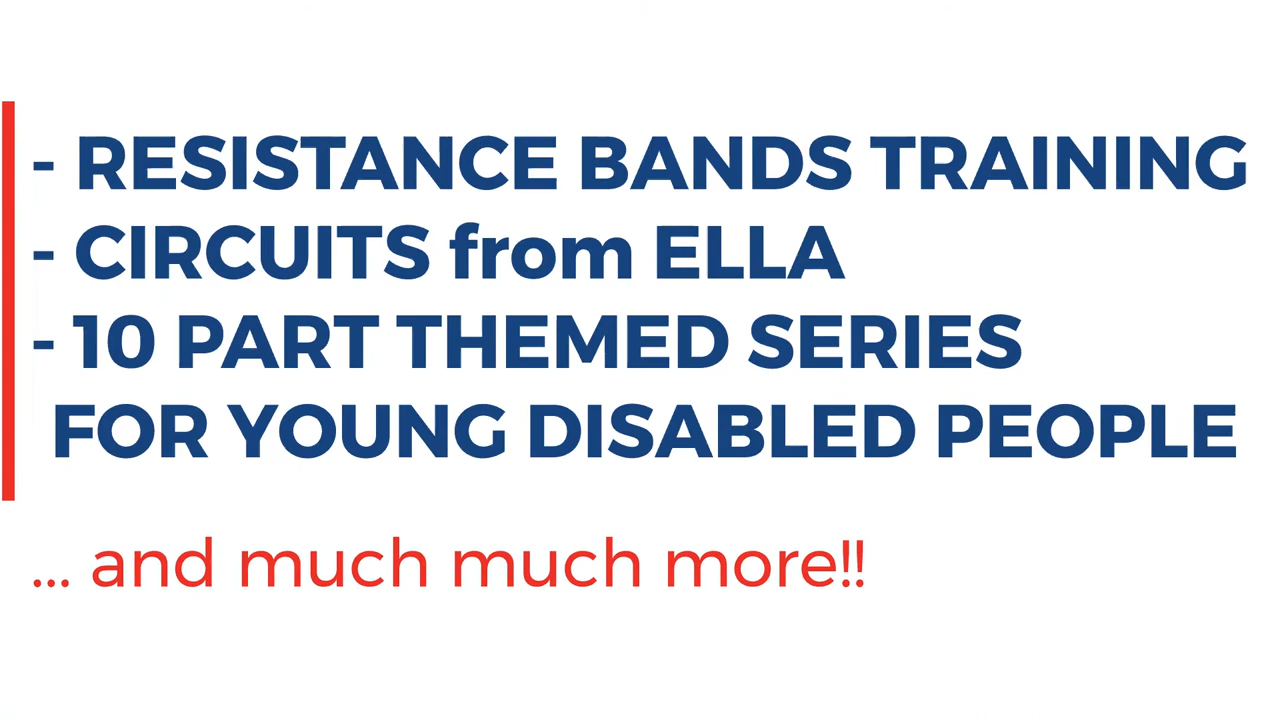 - RESISTANCE BANDS TRAINING
- CIRCUITS from ELLA
- 10 PART THEMED SERIES
FOR YOUNG DISABLED PEOPLE
... and much much more!!